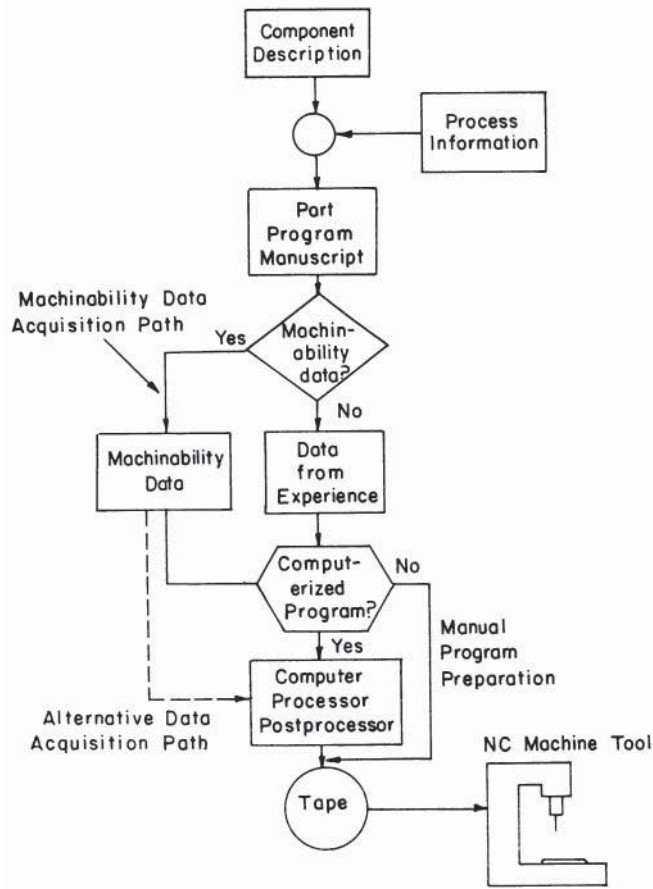 Component
Description
Process
Information
Part
Program
Manuscript
Machinability Data
Acquisition Path
Yes
Machin-
ability
data?
No
Machinability
Data
Data
from
Experience
Comput-
erized
Program?
No
Yes
Manual
Program
Preparation
Computer
Processor
Postprocessor
Alternative Data
Acquisition Path
NC Machine Tool
Tape